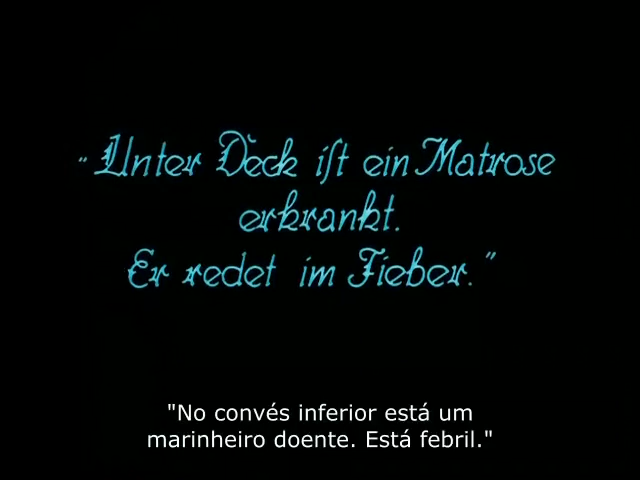 "Unter Deck iſt ein Matrose
erkrankt.
Er redet im Fieber."
"No convés inferior está um
marinheiro doente. Está febril."